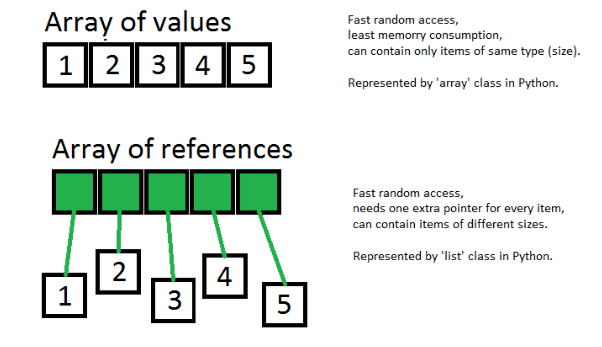 Array of values
1 2 3 4 5
Fast random access,
least memorry consumption,
can contain only items of same type (size).
Represented by 'array' class in Python.
Array of references
1
2
3
4
5
Fast random access,
needs one extra pointer for every item,
can contain items of different sizes.
Represented by 'list' class in Python.